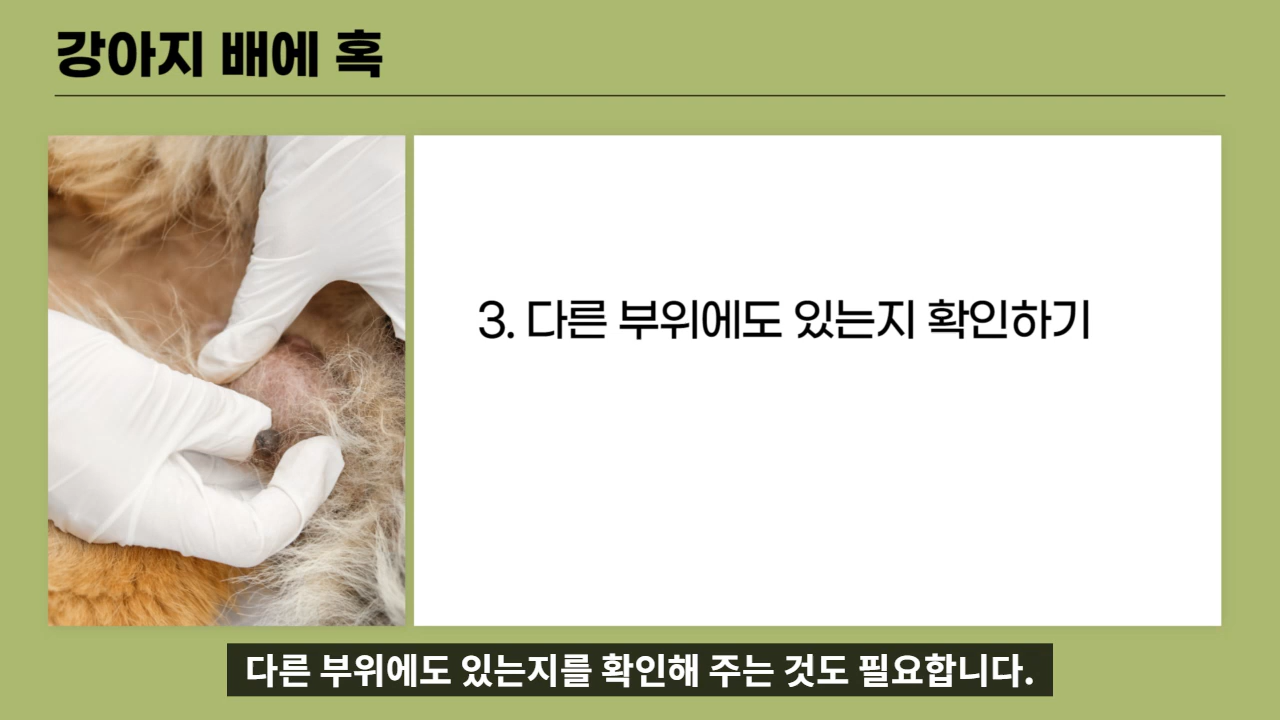 강아지 배에 혹
3. 다른 부위에도 있는지 확인하기
다른 부위에도 있는지를 확인해 주는 것도 필요합니다.